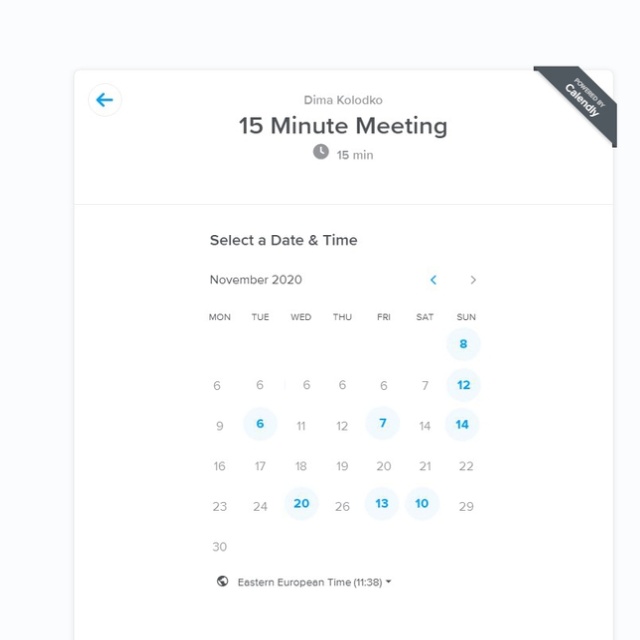 POWERED BY
Calendly
Dima Kolodko
15 Minute Meeting
15 min
Select a Date & Time
November 2020
MON TUE WED THU FRI SAT SUN
8
6 6 6 6 6 7 12
9 6 11 12 7 14 14
16 17 18 19 20 21 22
23 24 20 26 13 10 29
30
Eastern European Time (11:38)